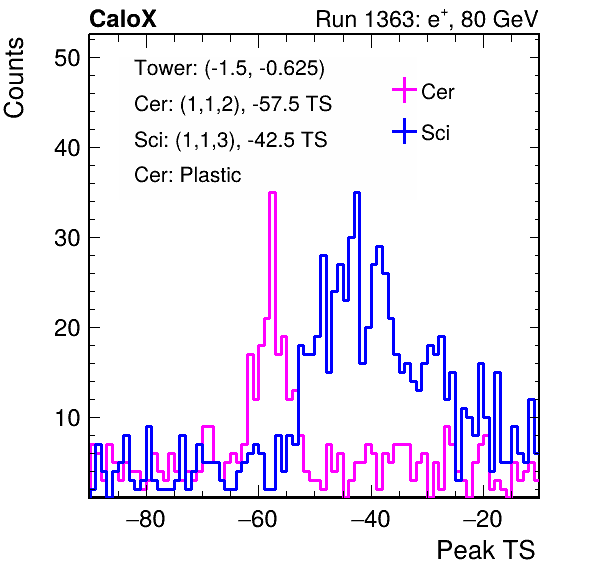 CaloX Run 1363: e⁺, 80 GeV
Counts
50
40
30
20
10
Tower: (-1.5, -0.625)
Cer: (1,1,2), -57.5 TS
Sci: (1,1,3), -42.5 TS
Cer: Plastic
Cer
Sci
−80 −60 −40 −20
Peak TS